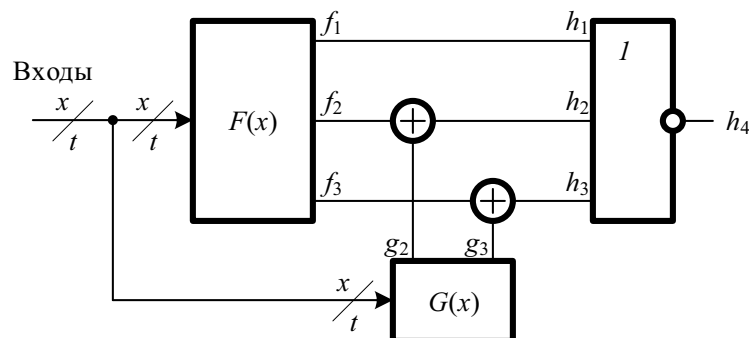 f₁ h₁
1
Входы
x x
F(x) f₂ h₂
t t
h₄
f₃ h₃
g₂ g₃
x
G(x)
t